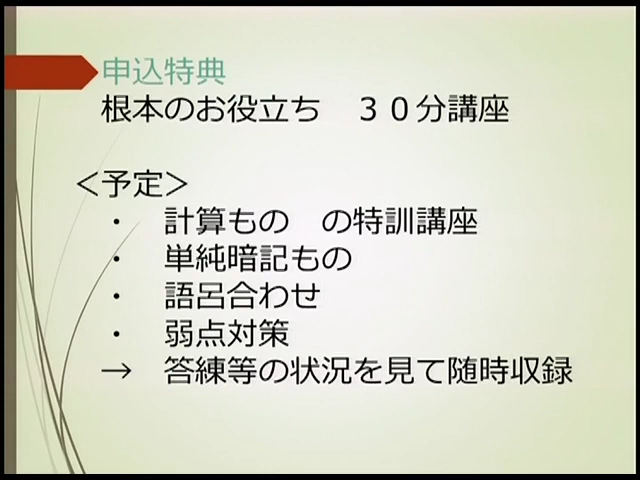 申込特典
根本のお役立ち　３０分講座
＜予定＞
・　計算もの　の特訓講座
・　単純暗記もの
・　語呂合わせ
・　弱点対策
→　答練等の状況を見て随時収録